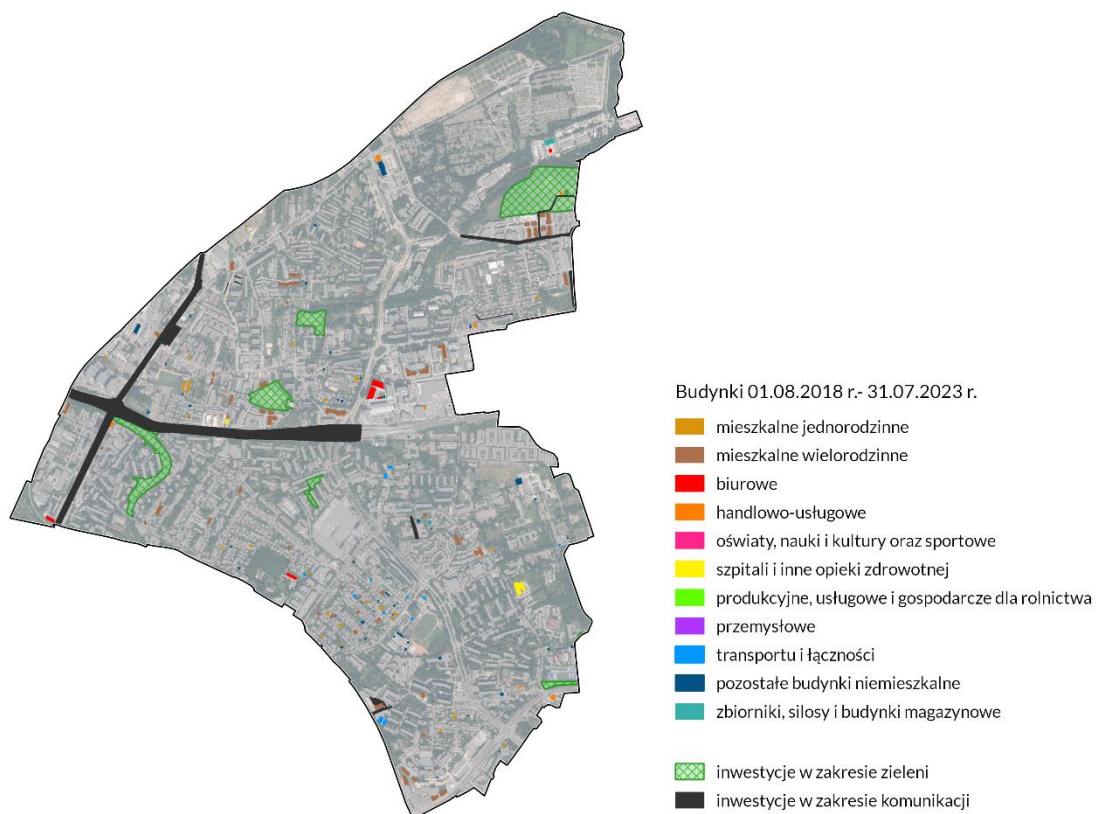 Budynki 01.08.2018 r.- 31.07.2023 r.
mieszkalne jednorodzinne
mieszkalne wielorodzinne
biurowe
handlowo-usługowe
oświaty, nauki i kultury oraz sportowe
szpitali i inne opieki zdrowotnej
produkcyjne, usługowe i gospodarcze dla rolnictwa
przemysłowe
transportu i łączności
pozostałe budynki niemieszkalne
zbiorniki, silosy i budynki magazynowe
inwestycje w zakresie zieleni
inwestycje w zakresie komunikacji